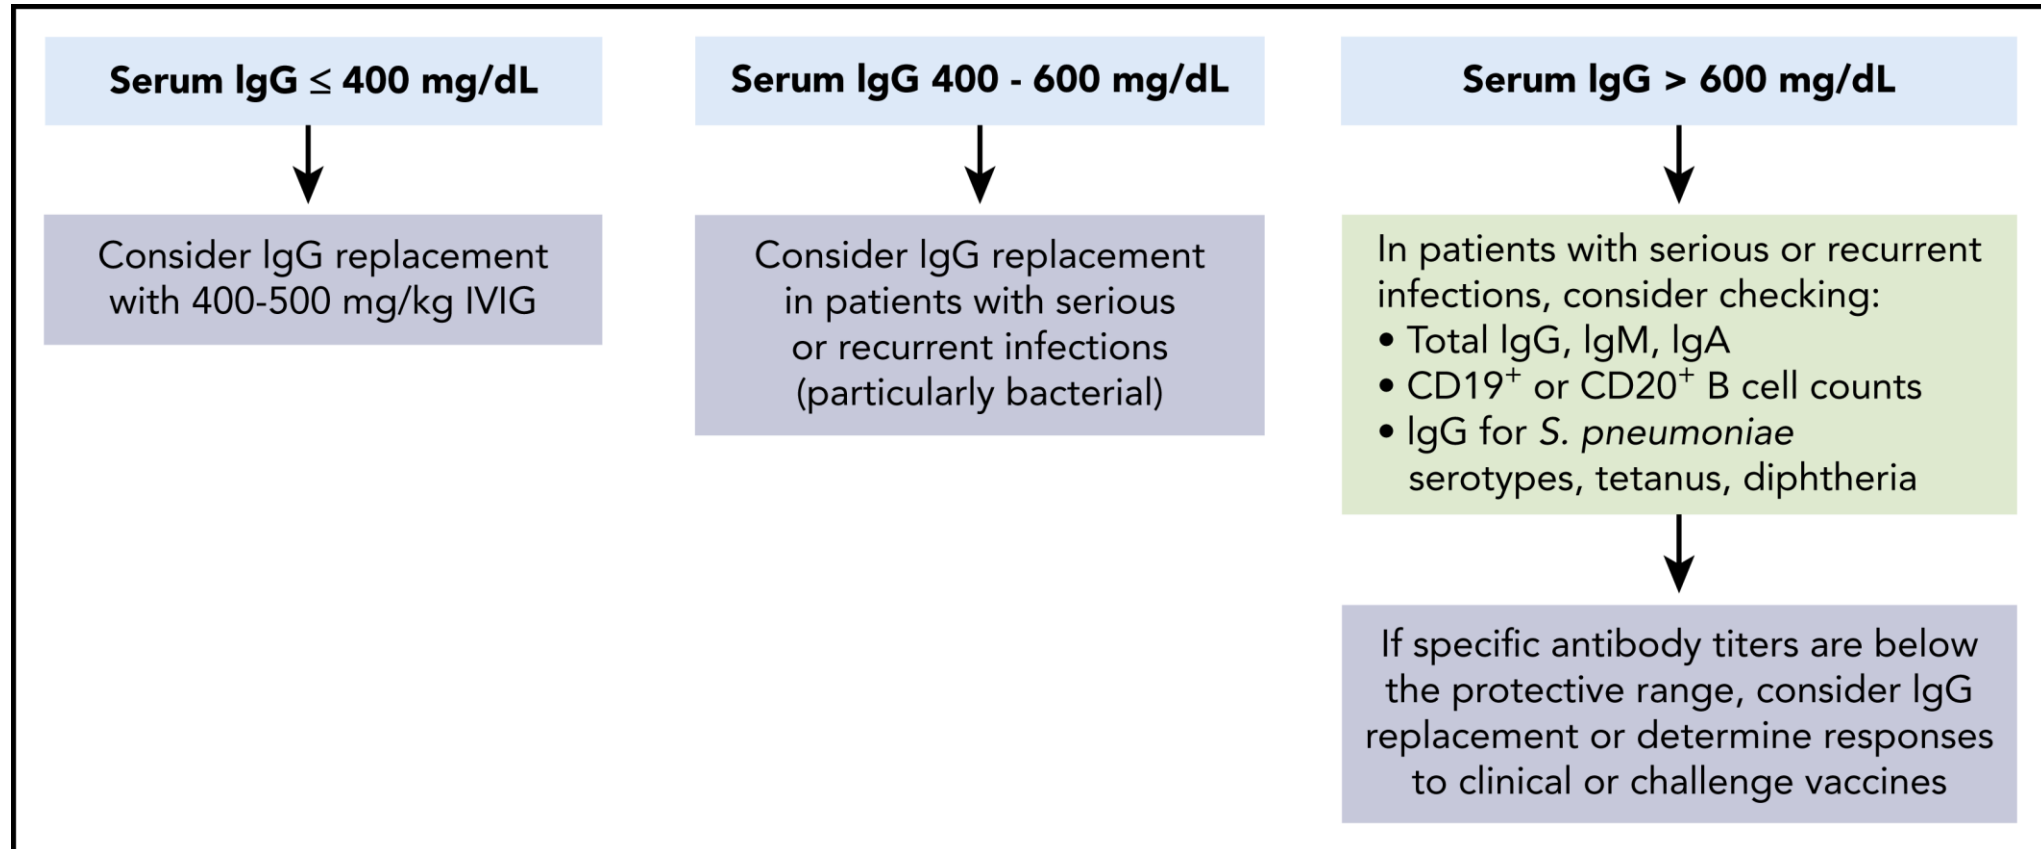 Serum IgG ≤ 400 mg/dL
Consider IgG replacement
with 400-500 mg/kg IVIG
Serum IgG 400 - 600 mg/dL
Consider IgG replacement
in patients with serious
or recurrent infections
(particularly bacterial)
Serum IgG > 600 mg/dL
In patients with serious or recurrent
infections, consider checking:
• Total IgG, IgM, IgA
• CD19⁺ or CD20⁺ B cell counts
• IgG for S. pneumoniae
serotypes, tetanus, diphtheria
If specific antibody titers are below
the protective range, consider IgG
replacement or determine responses
to clinical or challenge vaccines